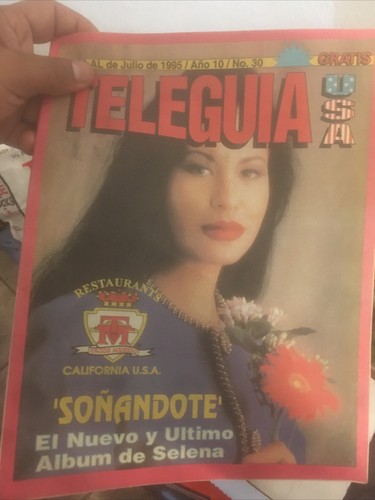 AL de Julio de 1995 / Año 10 / No. 30
GRATIS
TELEGUIA
USA
RESTAURANTS
CALIFORNIA U.S.A.
'SOÑANDOTE'
El Nuevo y Ultimo
Album de Selena